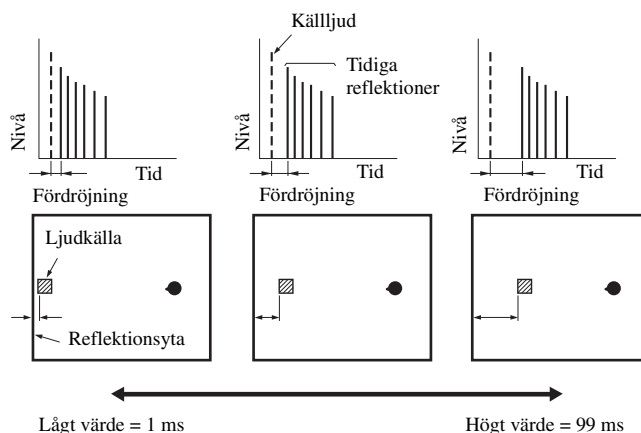 Källljud
Tidiga
reflektioner
Nivå
Tid
Fördröjning
Nivå
Tid
Fördröjning
Nivå
Tid
Fördröjning
Ljudkälla
Reflektionsyta
Lågt värde = 1 ms
Högt värde = 99 ms